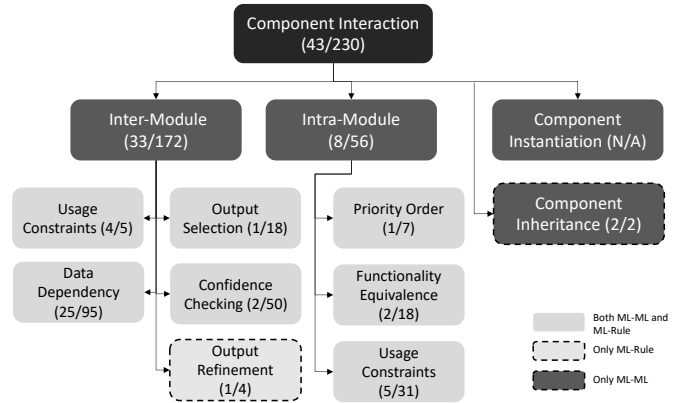 Component Interaction
(43/230)
Inter-Module
(33/172)
Intra-Module
(8/56)
Component
Instantiation (N/A)
Usage
Constraints (4/5)
Output
Selection (1/18)
Priority Order
(1/7)
Component
Inheritance (2/2)
Data
Dependency
(25/95)
Confidence
Checking (2/50)
Functionality
Equivalence
(2/18)
Output
Refinement
(1/4)
Usage
Constraints
(5/31)
Both ML-ML and
ML-Rule
Only ML-Rule
Only ML-ML